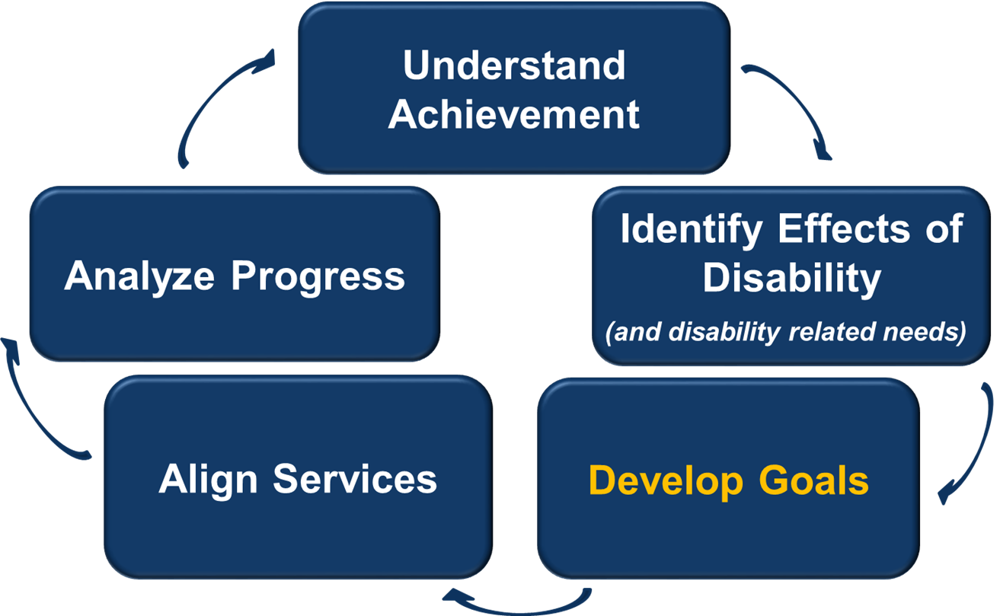 Understand
Achievement
Identify Effects of
Disability
(and disability related needs)
Develop Goals
Align Services
Analyze Progress